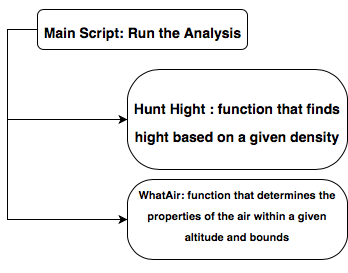 Main Script: Run the Analysis
Hunt Hight : function that finds
hight based on a given density
WhatAir: function that determines the
properties of the air within a given
altitude and bounds